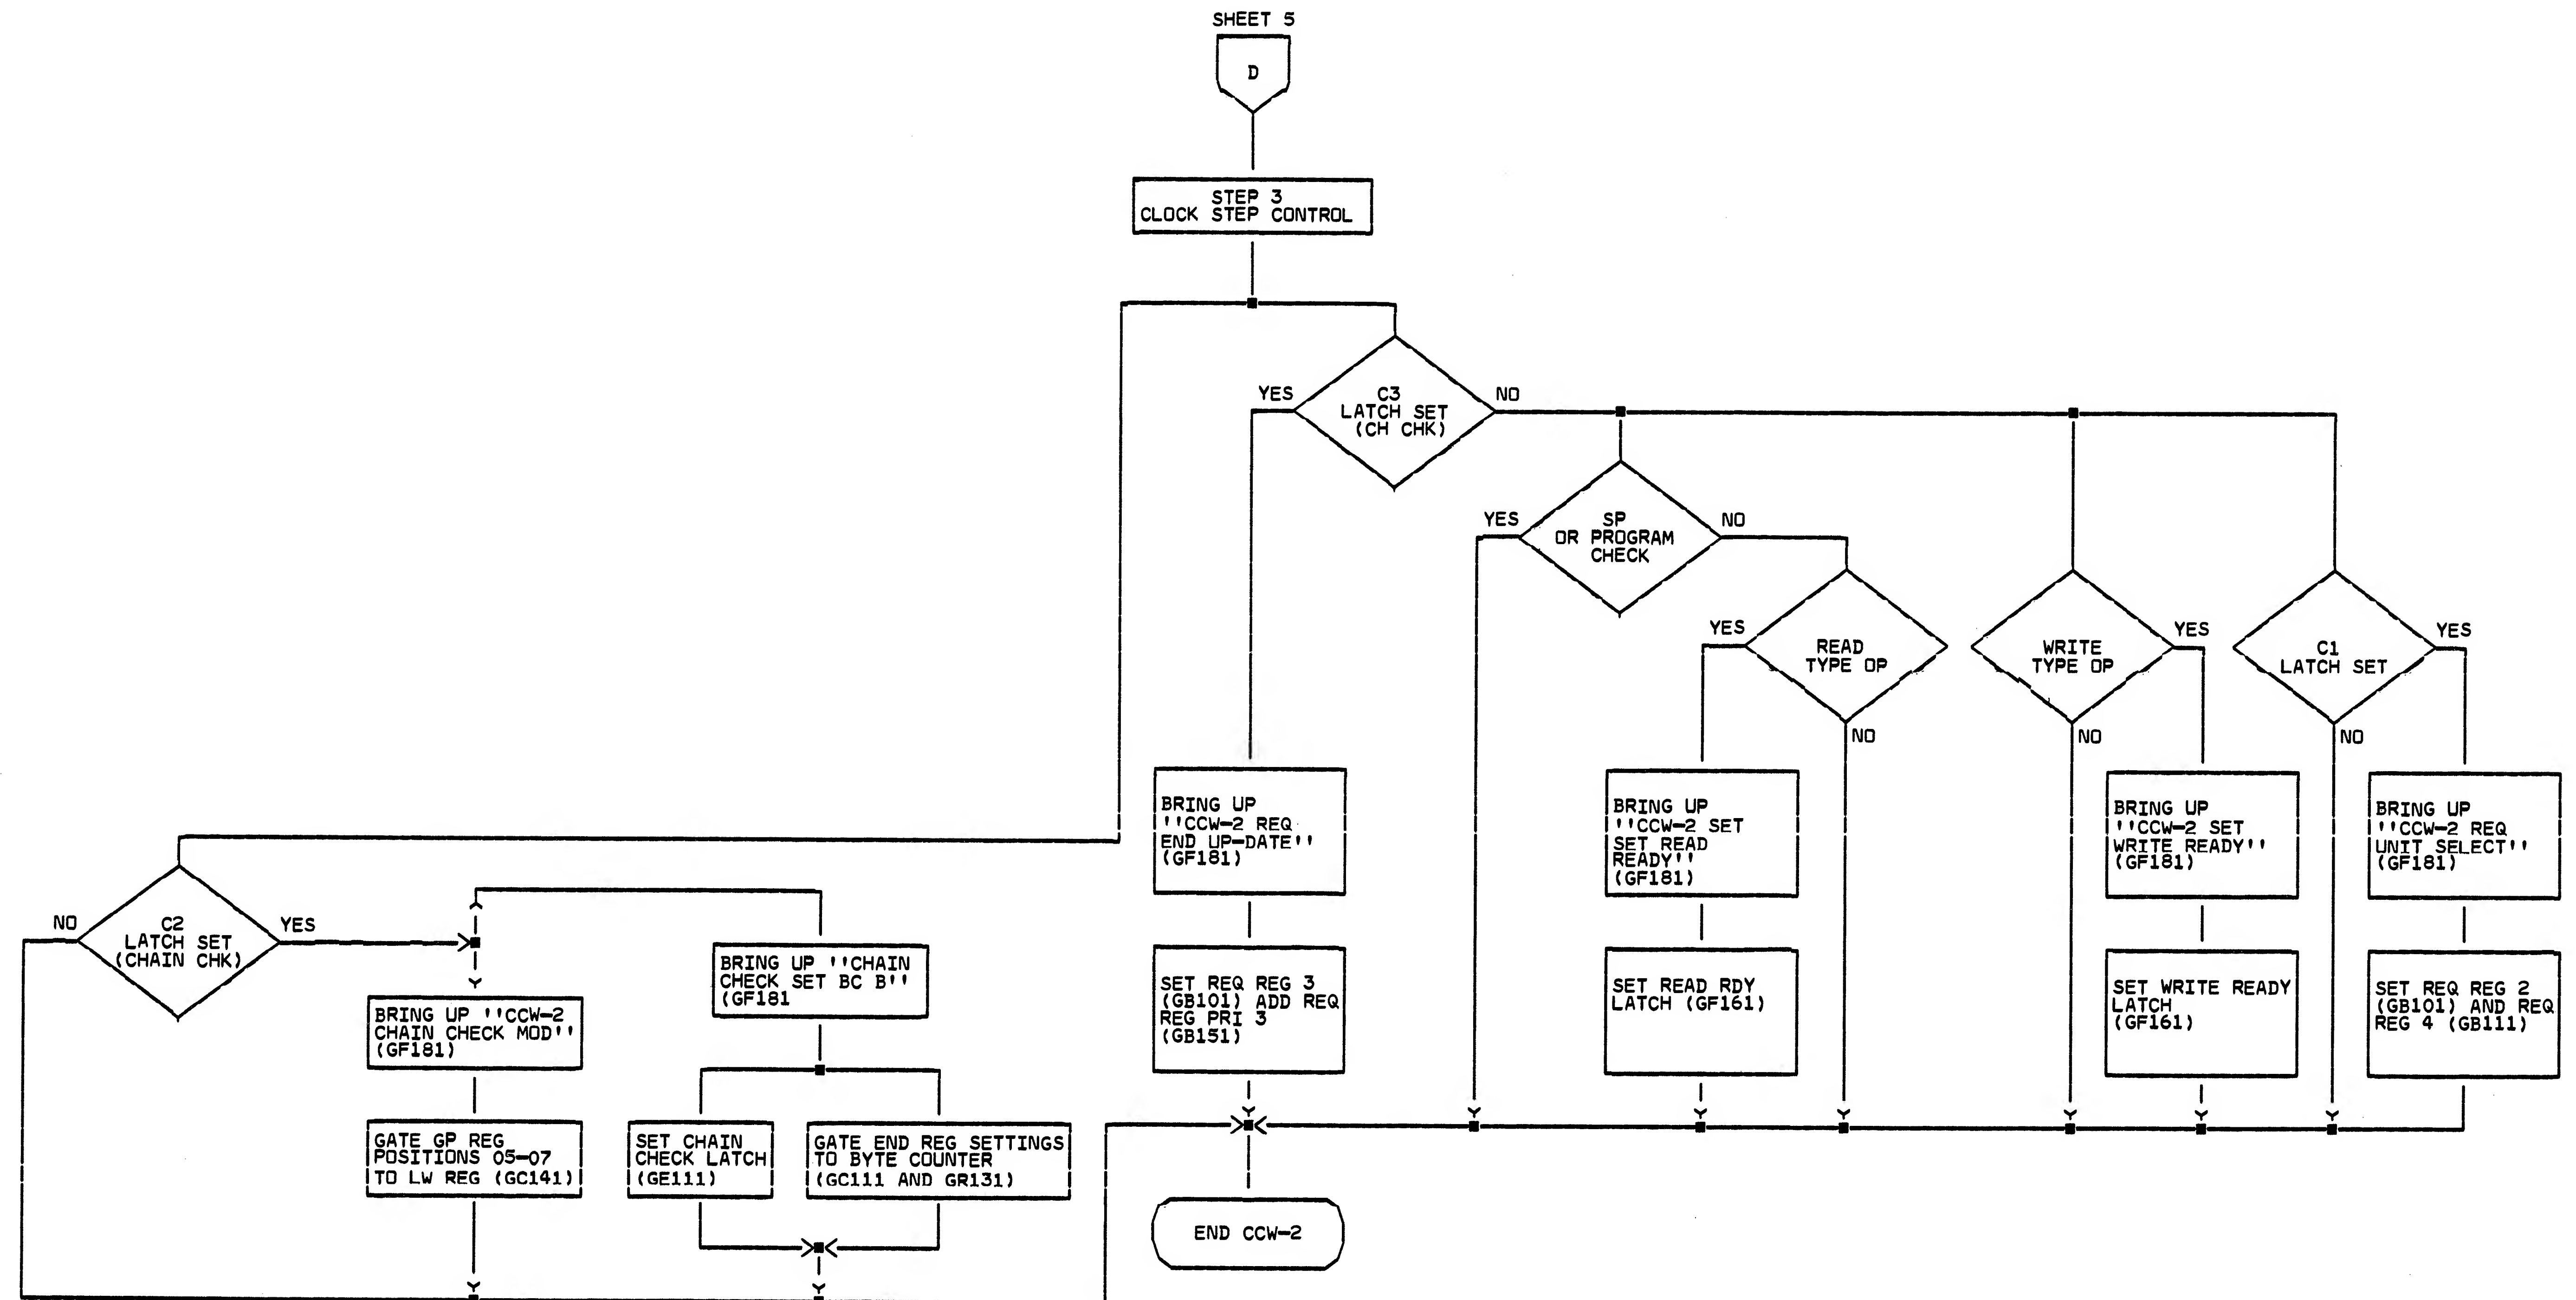 SHEET 5
D
STEP 3
CLOCK STEP CONTROL
C3
LATCH SET
(CH CHK)
YES
NO
SP
OR PROGRAM
CHECK
YES
NO
READ
TYPE OP
YES
NO
WRITE
TYPE OP
YES
NO
C1
LATCH SET
YES
NO
BRING UP
''CCW-2 REQ
END UP-DATE''
(GF181)
BRING UP
''CCW-2 SET
SET READ
READY''
(GF181)
BRING UP
''CCW-2 SET
WRITE READY''
(GF181)
BRING UP
''CCW-2 REQ
UNIT SELECT''
(GF181)
SET REQ REG 3
(GB101) ADD REQ
REG PRI 3
(GB151)
SET READ RDY
LATCH (GF161)
SET WRITE READY
LATCH
(GF161)
SET REQ REG 2
(GB101) AND REQ
REG 4 (GB111)
C2
LATCH SET
(CHAIN CHK)
NO
YES
BRING UP ''CCW-2
CHAIN CHECK MOD''
(GF181)
BRING UP ''CHAIN
CHECK SET BC B''
(GF181
GATE GP REG
POSITIONS 05-07
TO LW REG (GC141)
SET CHAIN
CHECK LATCH
(GE111)
GATE END REG SETTINGS
TO BYTE COUNTER
(GC111 AND GR131)
END CCW-2